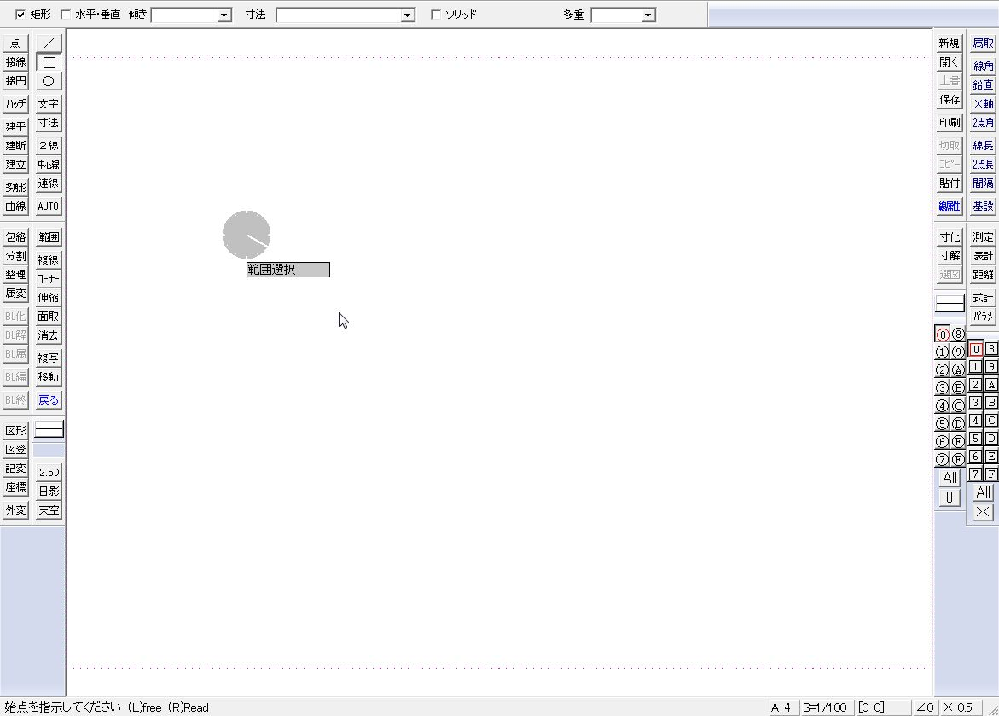 矩形 水平・垂直 傾き 寸法 ソリッド 多重
点 ／
接線 □
接円 ○
ﾊｯﾁ 文字
建平 寸法
建断 ２線
建立 中心線
多角形 連線
曲線 AUTO
包絡 範囲
分割 複線
整理 ｺｰﾅｰ
属変 伸縮
BL化 面取
BL解 消去
BL属 複写
BL編 移動
BL終 戻る
図形
図登
記変 2.5D
座標 日影
外変 天空
範囲選択
新規 属取
開く 線角
上書 鉛直
保存 ×軸
印刷 2点角
切取 線長
ｺﾋﾟｰ 2点長
貼付 間隔
線属性 基設
寸化 測定
寸解 表計
選図 距離
式計
ﾊﾟﾗﾒ
0 8
1 9
2 A
3 B
4 C
5 D
6 E
7 F
All
0
0 8
1 9
2 A
3 B
4 C
5 D
6 E
7 F
All
×
始点を指示してください (L)free (R)Read A-4 S=1/100 [0-0] ∠0 × 0.5